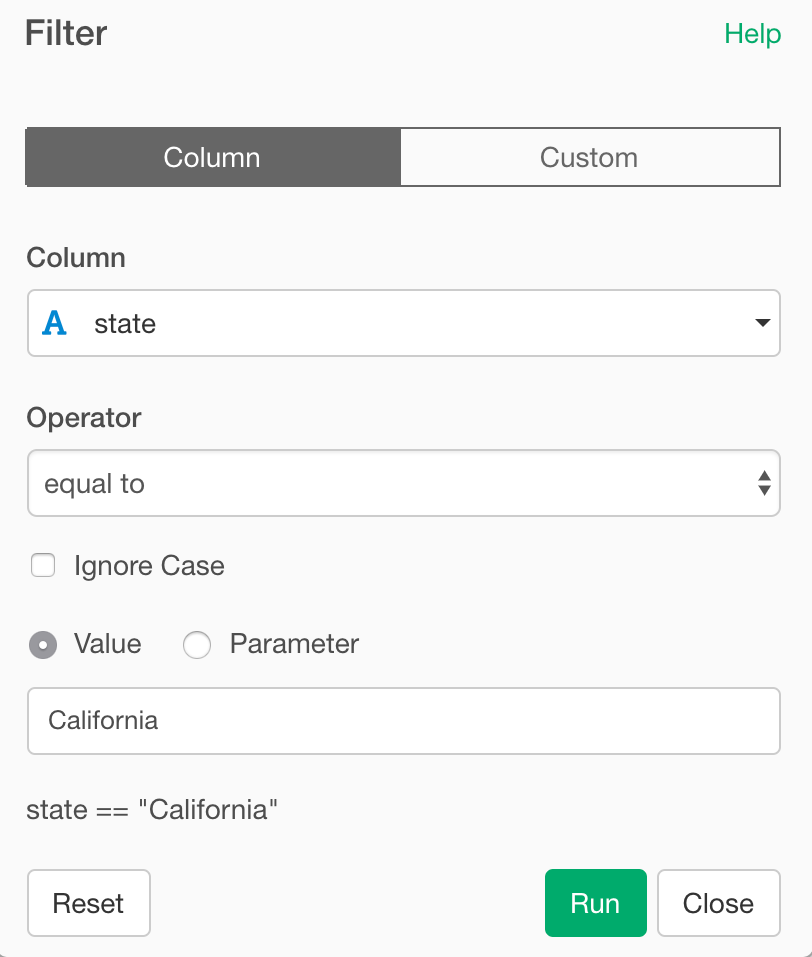 Filter Help
Column Custom
Column
A state
Operator
equal to
Ignore Case
Value Parameter
California
state == "California"
Reset Run Close